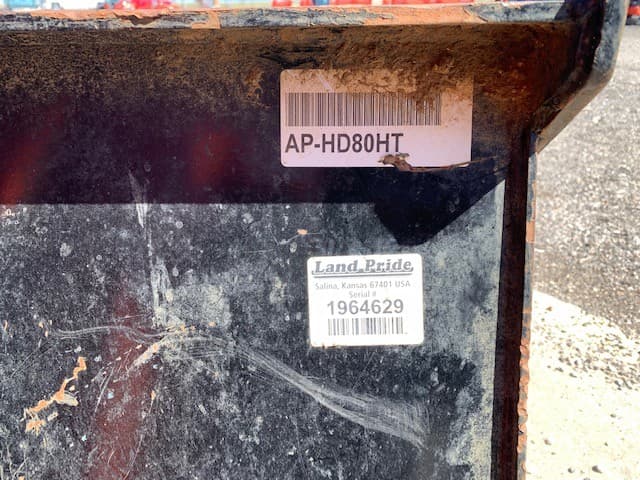 AP-HD80HT
Land Pride
Salina, Kansas 67401 USA
Serial #
1964629